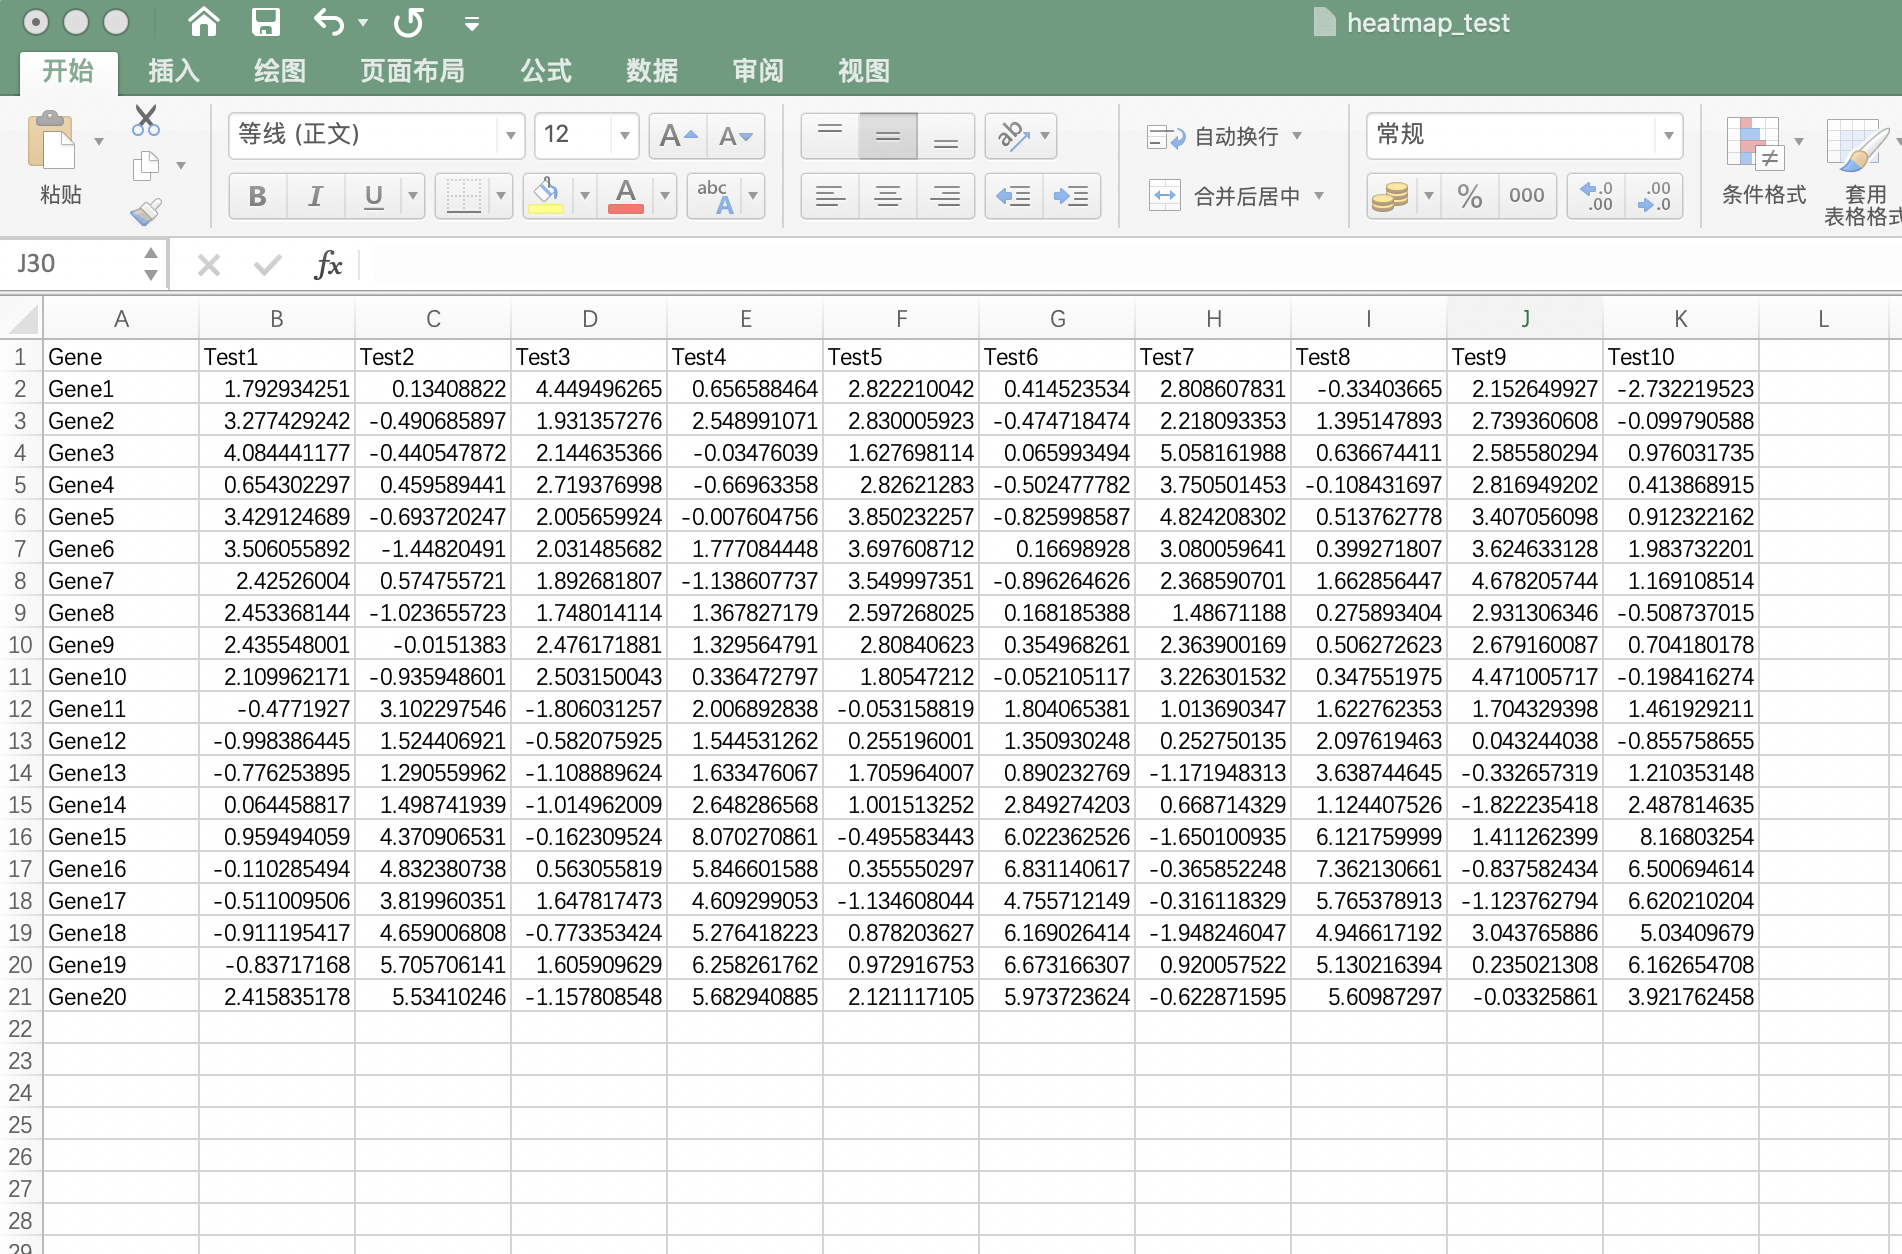 heatmap_test
开始 插入 绘图 页面布局 公式 数据 审阅 视图
粘贴
等线 (正文) 12 A A
B I U A abc A
ab 自动换行
合并后居中
常规
% 000 .0 .00 .00 .0
条件格式
套用
表格格式
J30 fx
A B C D E F G H I J K L
1 Gene Test1 Test2 Test3 Test4 Test5 Test6 Test7 Test8 Test9 Test10
2 Gene1 1.792934251 0.13408822 4.449496265 0.656588464 2.822210042 0.414523534 2.808607831 -0.33403665 2.152649927 -2.732219523
3 Gene2 3.277429242 -0.490685897 1.931357276 2.548991071 2.830005923 -0.474718474 2.218093353 1.395147893 2.739360608 -0.099790588
4 Gene3 4.084441177 -0.440547872 2.144635366 -0.03476039 1.627698114 0.065993494 5.058161988 0.636674411 2.585580294 0.976031735
5 Gene4 0.654302297 0.459589441 2.719376998 -0.66963358 2.82621283 -0.502477782 3.750501453 -0.108431697 2.816949202 0.413868915
6 Gene5 3.429124689 -0.693720247 2.005659924 -0.007604756 3.850232257 -0.825998587 4.824208302 0.513762778 3.407056098 0.912322162
7 Gene6 3.506055892 -1.44820491 2.031485682 1.777084448 3.697608712 0.16698928 3.080059641 0.399271807 3.624633128 1.983732201
8 Gene7 2.42526004 0.574755721 1.892681807 -1.138607737 3.549997351 -0.896264626 2.368590701 1.662856447 4.678205744 1.169108514
9 Gene8 2.453368144 -1.023655723 1.748014114 1.367827179 2.597268025 0.168185388 1.48671188 0.275893404 2.931306346 -0.508737015
10 Gene9 2.435548001 -0.0151383 2.476171881 1.329564791 2.80840623 0.354968261 2.363900169 0.506272623 2.679160087 0.704180178
11 Gene10 2.109962171 -0.935948601 2.503150043 0.336472797 1.80547212 -0.052105117 3.226301532 0.347551975 4.471005717 -0.198416274
12 Gene11 -0.4771927 3.102297546 -1.806031257 2.006892838 -0.053158819 1.804065381 1.013690347 1.622762353 1.704329398 1.461929211
13 Gene12 -0.998386445 1.524406921 -0.582075925 1.544531262 0.255196001 1.350930248 0.252750135 2.097619463 0.043244038 -0.855758655
14 Gene13 -0.776253895 1.290559962 -1.108889624 1.633476067 1.705964007 0.890232769 -1.171948313 3.638744645 -0.332657319 1.210353148
15 Gene14 0.064458817 1.498741939 -1.014962009 2.648286568 1.001513252 2.849274203 0.668714329 1.124407526 -1.822235418 2.487814635
16 Gene15 0.959494059 4.370906531 -0.162309524 8.070270861 -0.495583443 6.022362526 -1.650100935 6.121759999 1.411262399 8.16803254
17 Gene16 -0.110285494 4.832380738 0.563055819 5.846601588 0.355550297 6.831140617 -0.365852248 7.362130661 -0.837582434 6.500694614
18 Gene17 -0.511009506 3.819960351 1.647817473 4.609299053 -1.134608044 4.755712149 -0.316118329 5.765378913 -1.123762794 6.620210204
19 Gene18 -0.911195417 4.659006808 -0.773353424 5.276418223 0.878203627 6.169026414 -1.948246047 4.946617192 3.043765886 5.03409679
20 Gene19 -0.83717168 5.705706141 1.605909629 6.258261762 0.972916753 6.673166307 0.920057522 5.130216394 0.235021308 6.162654708
21 Gene20 2.415835178 5.53410246 -1.157808548 5.682940885 2.121117105 5.973723624 -0.622871595 5.60987297 -0.03325861 3.921762458
22
23
24
25
26
27
28
29